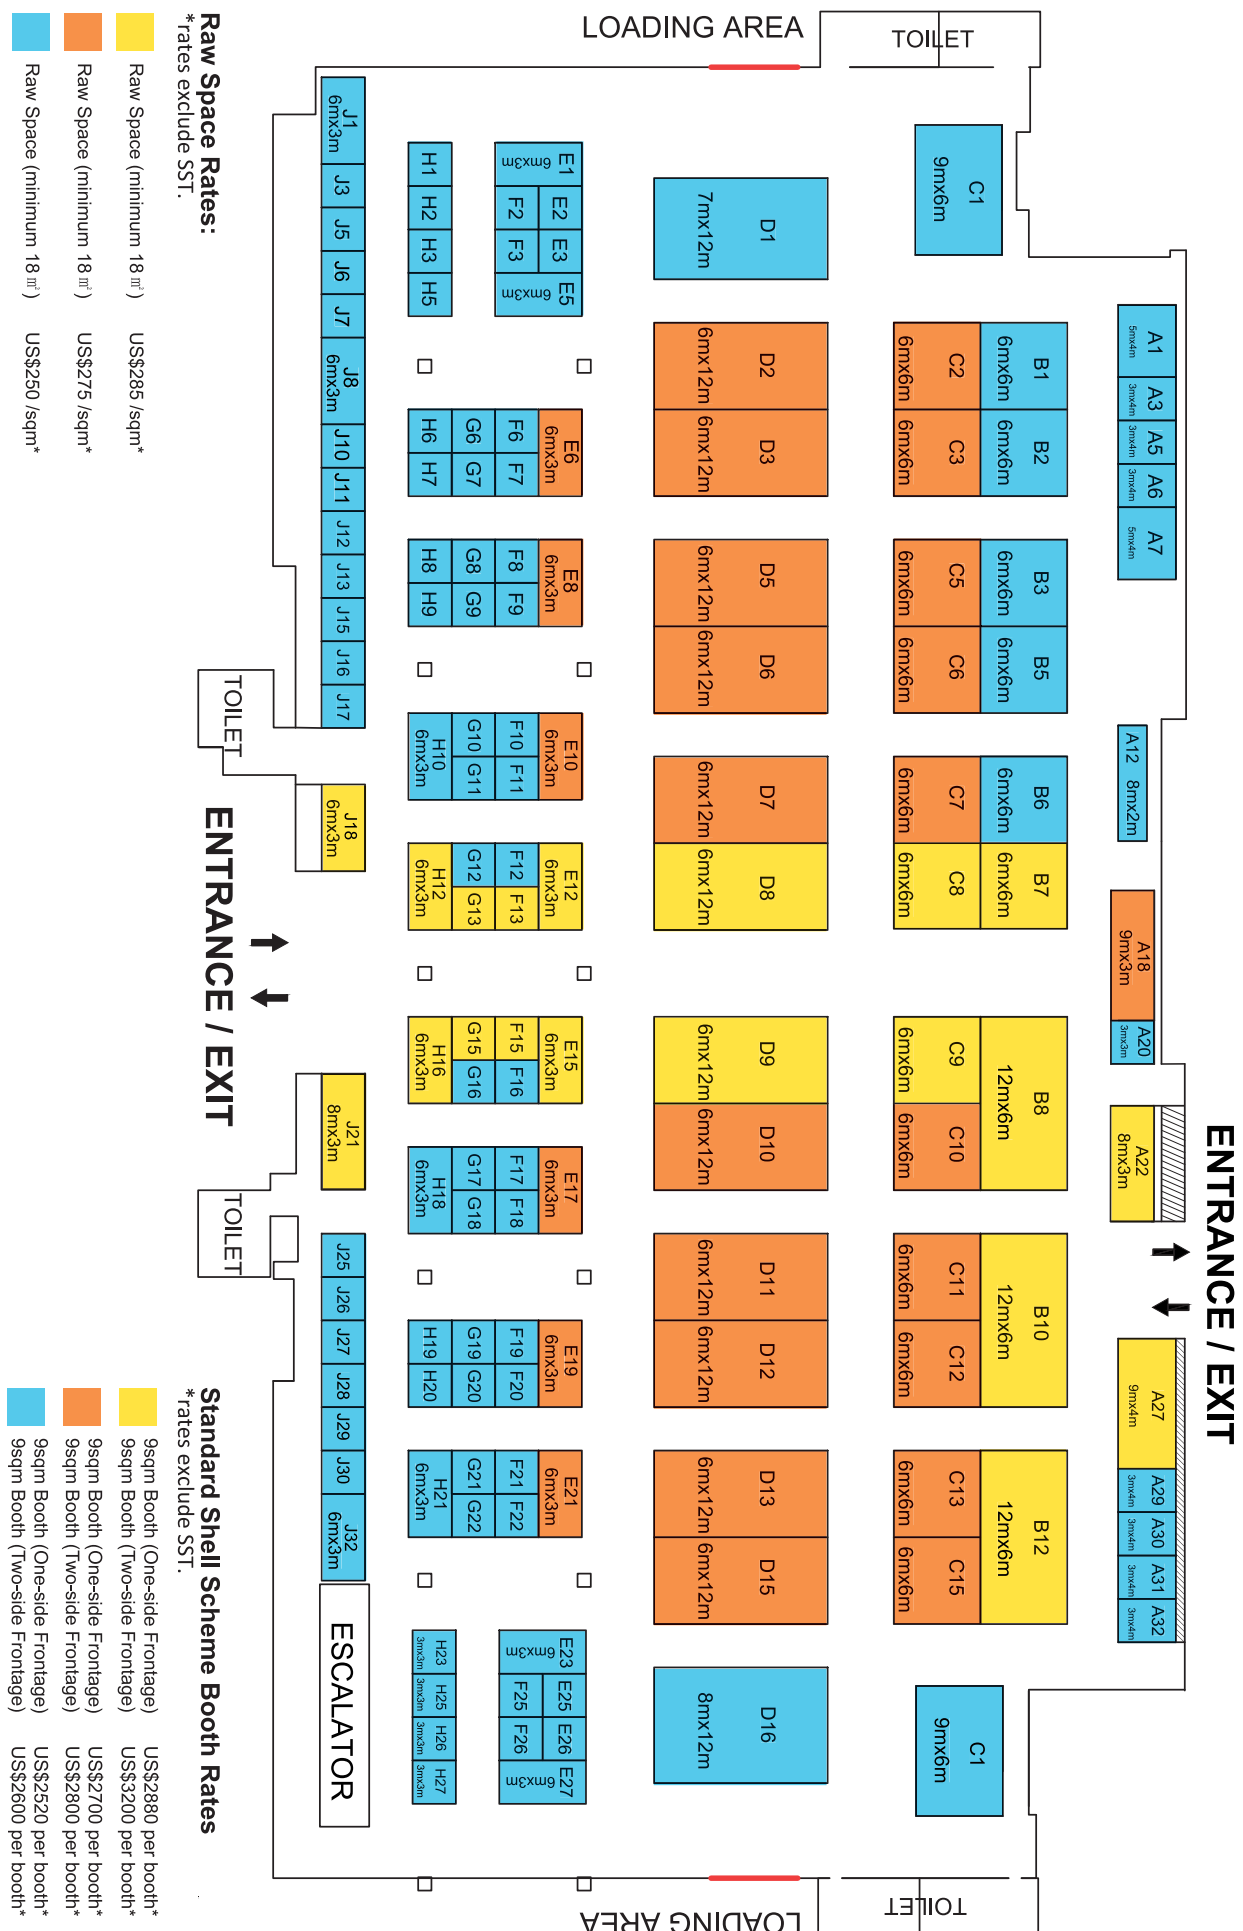 ENTRANCE / EXIT
A1
5mx4m
A3
3mx4m
A5
3mx4m
A6
3mx4m
A7
5mx4m
A12 8mx2m
A18
9mx3m
A20
3mx3m
A22
8mx3m
A27
9mx4m
A29
3mx4m
A30
3mx4m
A31
3mx4m
A32
3mx4m
TOILET
C1
9mx6m
B1
6mx6m
B2
6mx6m
B3
6mx6m
B5
6mx6m
B6
6mx6m
B7
6mx6m
B8
12mx6m
B10
12mx6m
B12
12mx6m
C1
9mx6m
TOILET
C2
6mx6m
C3
6mx6m
C5
6mx6m
C6
6mx6m
C7
6mx6m
C8
6mx6m
C9
6mx6m
C10
6mx6m
C11
6mx6m
C12
6mx6m
C13
6mx6m
C15
6mx6m
LOADING AREA
D1
7mx12m
D2
6mx12m
D3
6mx12m
D5
6mx12m
D6
6mx12m
D7
6mx12m
D8
6mx12m
D9
6mx12m
D10
6mx12m
D11
6mx12m
D12
6mx12m
D13
6mx12m
D15
6mx12m
D16
8mx12m
LOADING AREA
E1
6mx3m
E2
E3
E5
6mx3m
E6
6mx3m
E8
6mx3m
E10
6mx3m
E12
6mx3m
E15
6mx3m
E17
6mx3m
E19
6mx3m
E21
6mx3m
E23
6mx3m
E25
E26
E27
6mx3m
F2
F3
F6
F7
F8
F9
F10
F11
F12
F13
F15
F16
F17
F18
F19
F20
F21
F22
F25
F26
G6
G7
G8
G9
G10
G11
G12
G13
G15
G16
G17
G18
G19
G20
G21
G22
H1
H2
H3
H5
H6
H7
H8
H9
H10
6mx3m
H12
6mx3m
H16
6mx3m
H18
6mx3m
H19
H20
H21
6mx3m
H23
3mx3m
H25
3mx3m
H26
3mx3m
H27
3mx3m
J1
6mx3m
J3
J5
J6
J7
J8
6mx3m
J10
J11
J12
J13
J15
J16
J17
J18
6mx3m
J21
8mx3m
J25
J26
J27
J28
J29
J30
J32
6mx3m
ESCALATOR
TOILET
ENTRANCE / EXIT
TOILET
Raw Space Rates:
*rates exclude SST.
Raw Space (minimum 18 ㎡) US$285 /sqm*
Raw Space (minimum 18 ㎡) US$275 /sqm*
Raw Space (minimum 18 ㎡) US$250 /sqm*
Standard Shell Scheme Booth Rates
*rates exclude SST.
9sqm Booth (One-side Frontage) US$2880 per booth*
9sqm Booth (Two-side Frontage) US$3200 per booth*
9sqm Booth (One-side Frontage) US$2700 per booth*
9sqm Booth (Two-side Frontage) US$2800 per booth*
9sqm Booth (One-side Frontage) US$2520 per booth*
9sqm Booth (Two-side Frontage) US$2600 per booth*